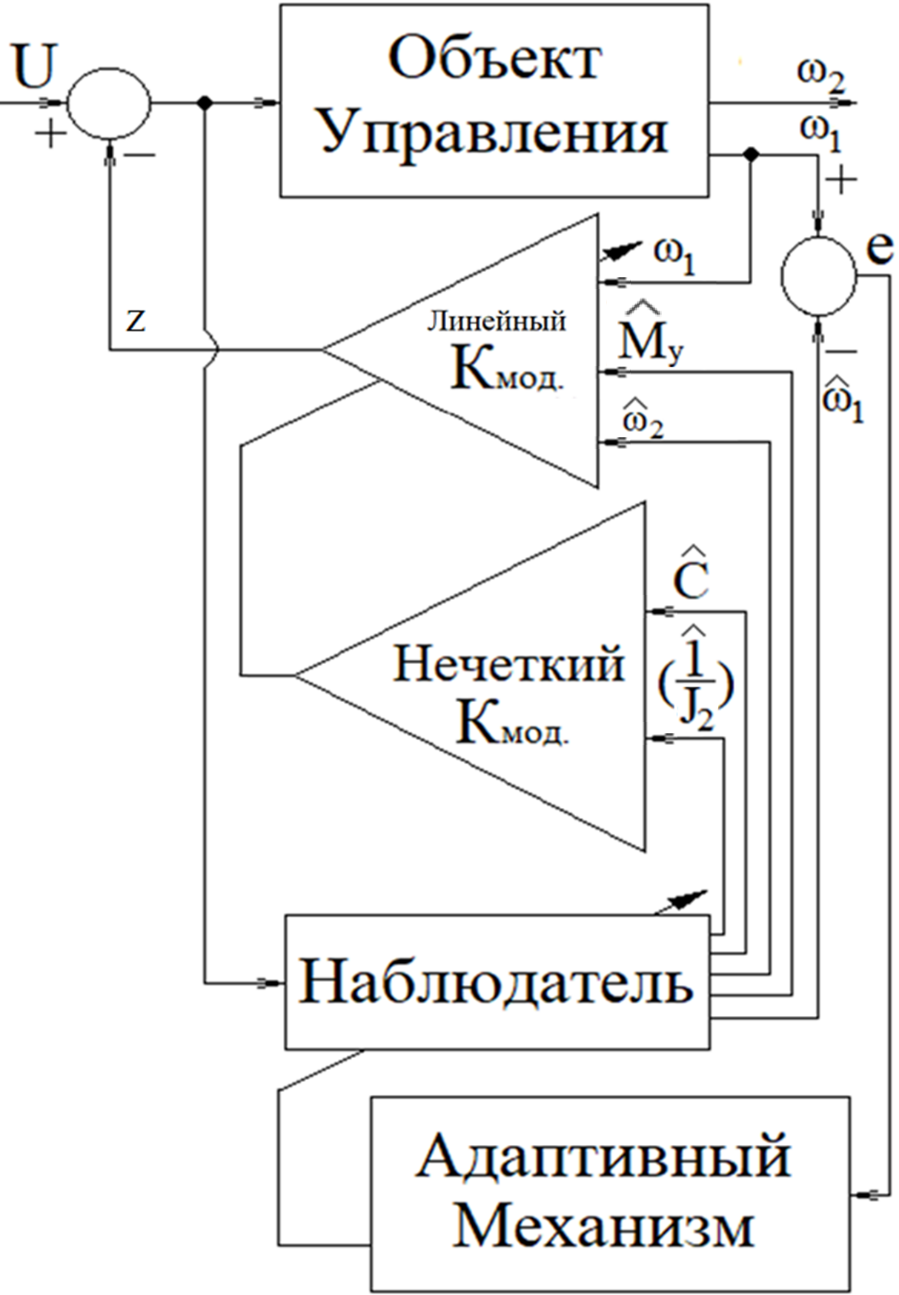 U
+
−
Объект
Управления
ω₂
ω₁
+
e
ω₁
Z
Линейный
Kмод.
M̂у
−
ω̂₁
ω̂₂
Ĉ
Нечеткий
Kмод.
(1̂/J₂)
Наблюдатель
Адаптивный
Механизм